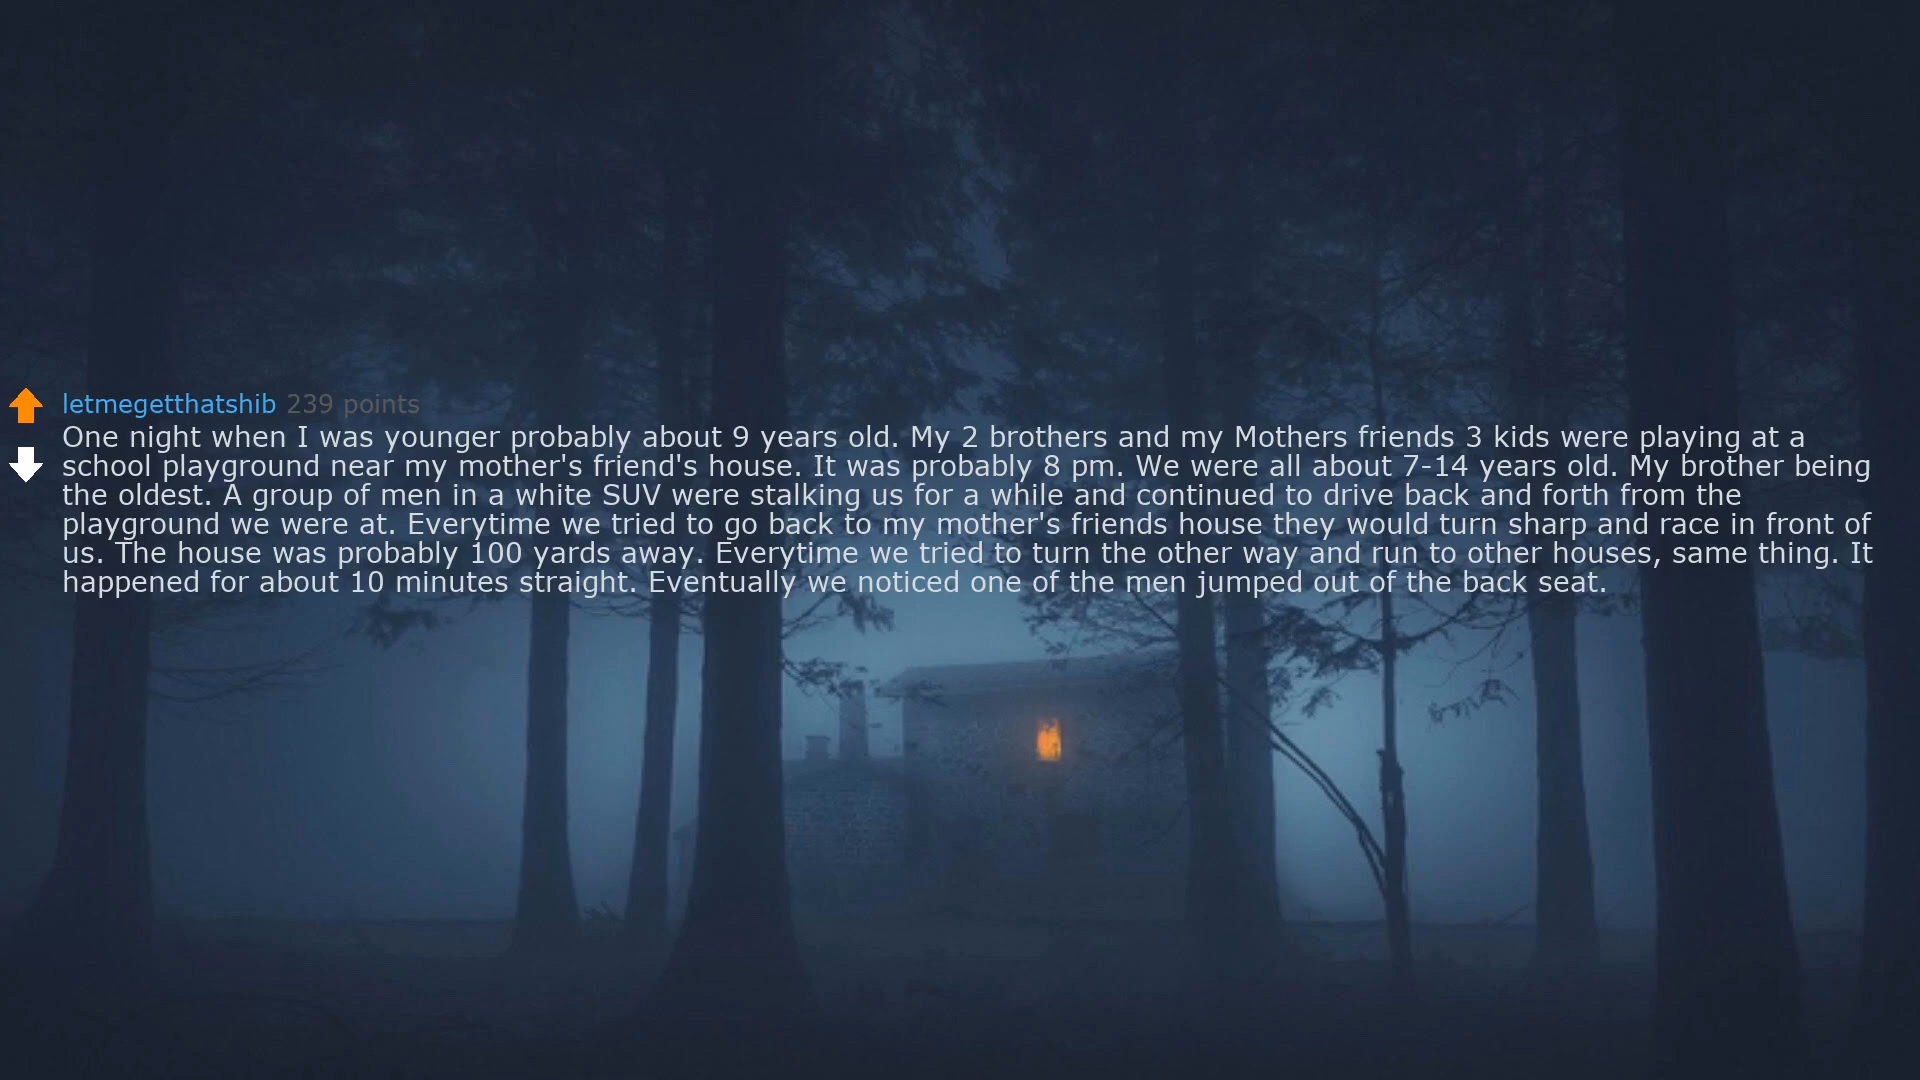 letmegetthatshib 239 points
One night when I was younger probably about 9 years old. My 2 brothers and my Mothers friends 3 kids were playing at a
school playground near my mother's friend's house. It was probably 8 pm. We were all about 7-14 years old. My brother being
the oldest. A group of men in a white SUV were stalking us for a while and continued to drive back and forth from the
playground we were at. Everytime we tried to go back to my mother's friends house they would turn sharp and race in front of
us. The house was probably 100 yards away. Everytime we tried to turn the other way and run to other houses, same thing. It
happened for about 10 minutes straight. Eventually we noticed one of the men jumped out of the back seat.